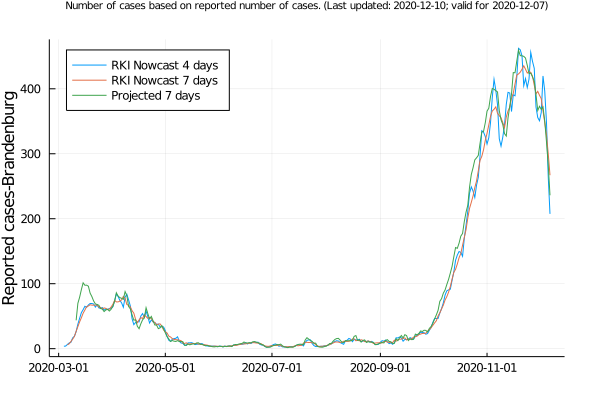 Number of cases based on reported number of cases. (Last updated: 2020-12-10; valid for 2020-12-07)
RKI Nowcast 4 days
RKI Nowcast 7 days
Projected 7 days
Reported cases-Brandenburg
400
300
200
100
0
2020-03-01 2020-05-01 2020-07-01 2020-09-01 2020-11-01